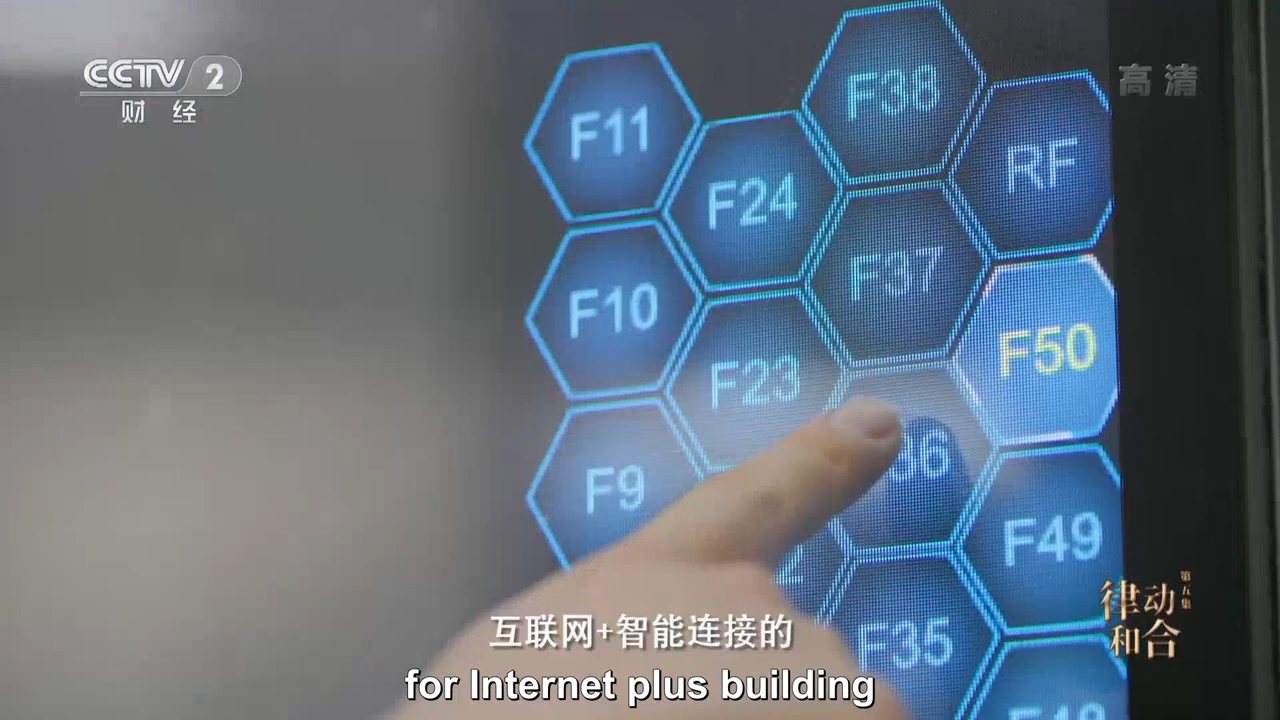 CCTV 2
财经
高清
F11
F24
F38
RF
F10
F23
F37
F50
F9
F49
F35
第五集
律动
和合
互联网+智能连接的
for Internet plus building